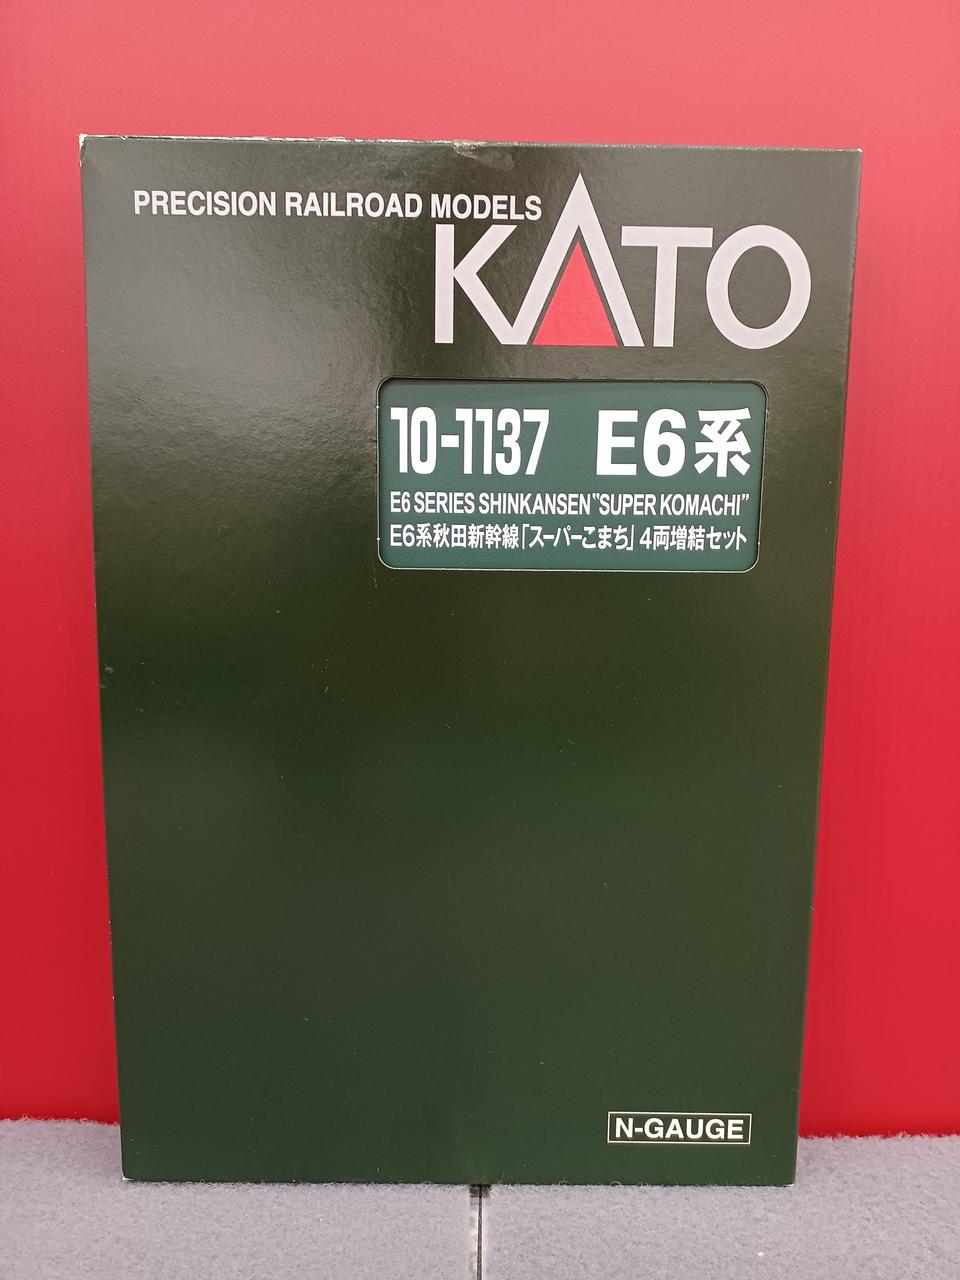 PRECISION RAILROAD MODELS
KATO
10-1137 E6系
E6 SERIES SHINKANSEN "SUPER KOMACHI"
E6系秋田新幹線「スーパーこまち」4両増結セット
N-GAUGE